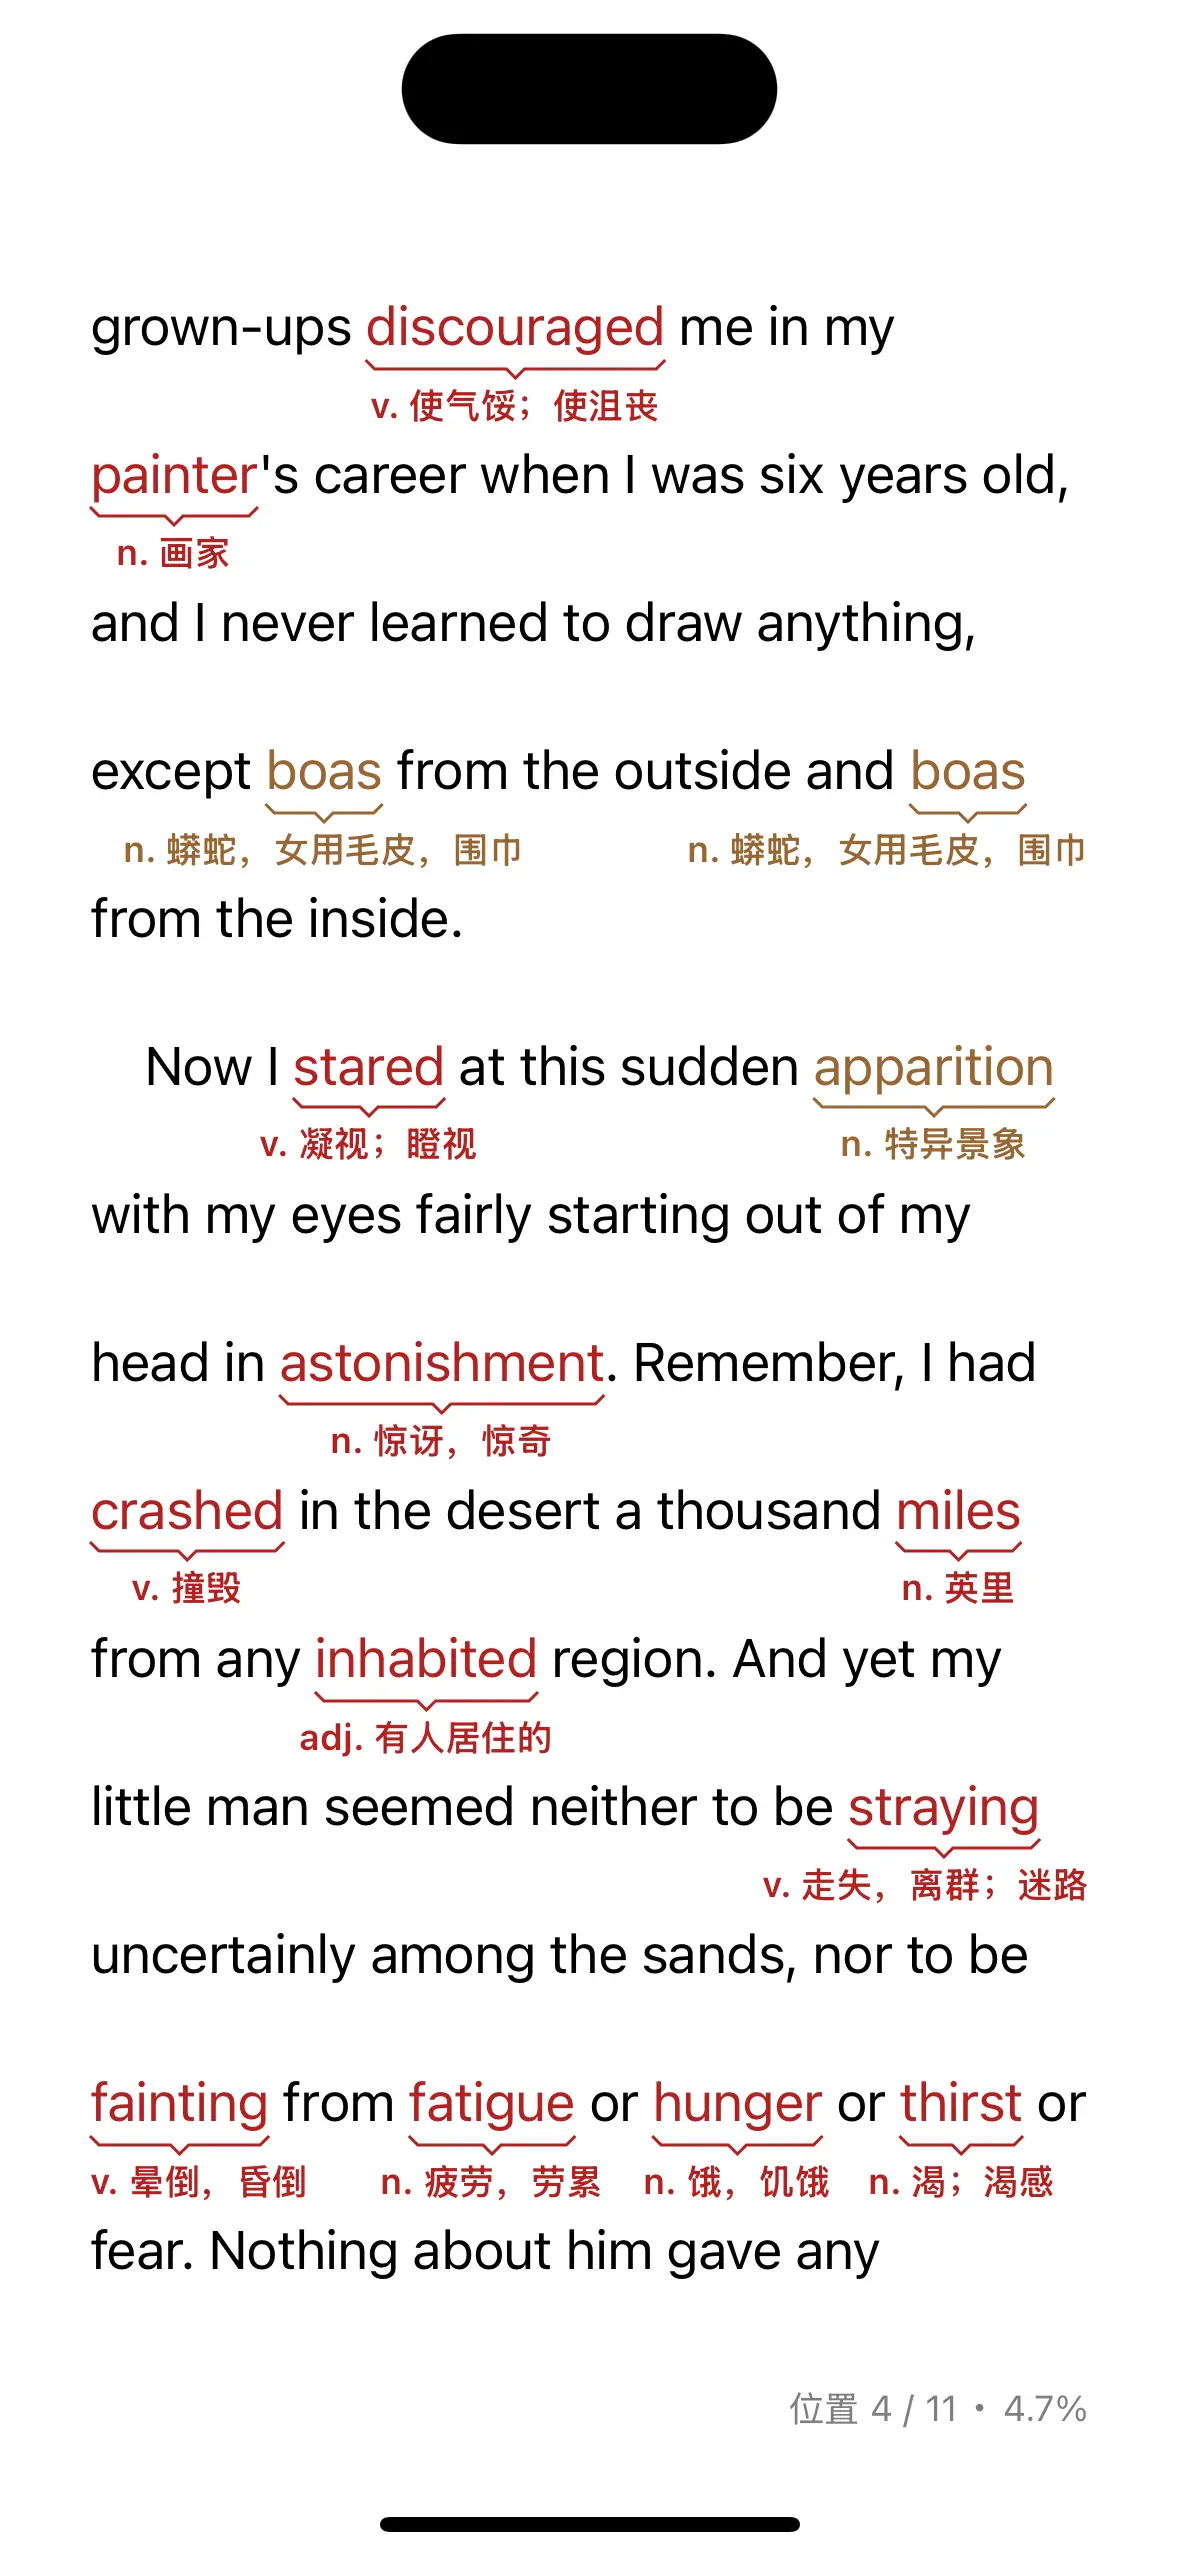 grown-ups discouraged me in my
v. 使气馁；使沮丧
painter's career when I was six years old,
n. 画家
and I never learned to draw anything,
except boas from the outside and boas
n. 蟒蛇，女用毛皮，围巾 n. 蟒蛇，女用毛皮，围巾
from the inside.
Now I stared at this sudden apparition
v. 凝视；瞪视 n. 特异景象
with my eyes fairly starting out of my
head in astonishment. Remember, I had
n. 惊讶，惊奇
crashed in the desert a thousand miles
v. 撞毁 n. 英里
from any inhabited region. And yet my
adj. 有人居住的
little man seemed neither to be straying
v. 走失，离群；迷路
uncertainly among the sands, nor to be
fainting from fatigue or hunger or thirst or
v. 晕倒，昏倒 n. 疲劳，劳累 n. 饿，饥饿 n. 渴；渴感
fear. Nothing about him gave any
位置 4 / 11 • 4.7%